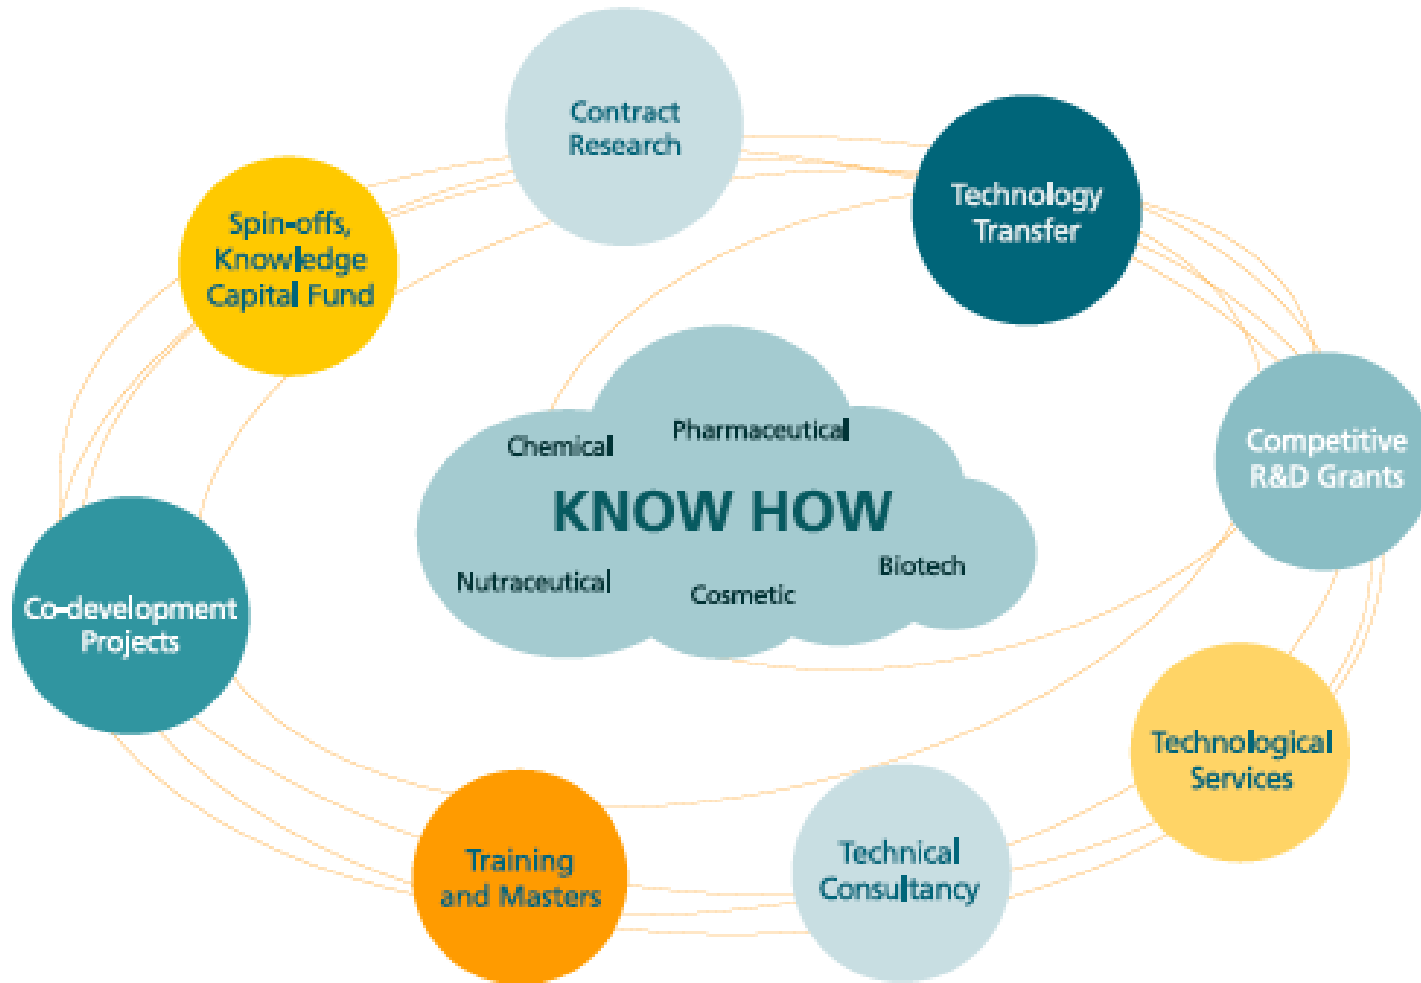 Contract
Research
Technology
Transfer
Spin-offs,
Knowledge
Capital Fund
Chemical
Pharmaceutical
KNOW HOW
Nutraceutical
Cosmetic
Biotech
Competitive
R&D Grants
Co-development
Projects
Technological
Services
Training
and Masters
Technical
Consultancy